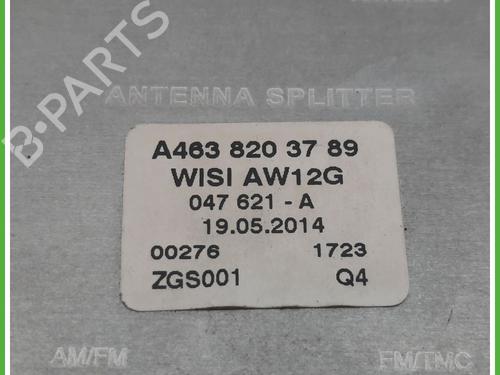 ANTENNA SPLITTER
B-PARTS
A463 820 37 89
WISI AW12G
047 621 - A
19.05.2014
00276 1723
ZGS001 Q4
AM/FM FM/TMC